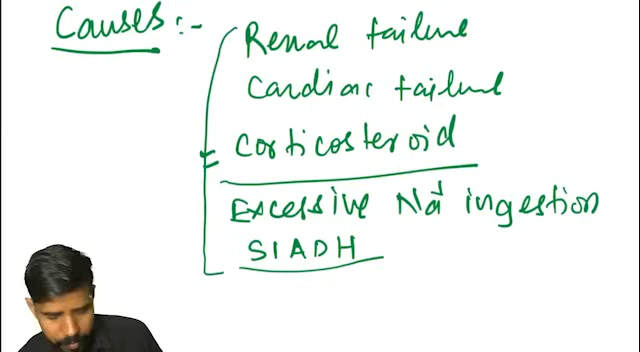 Causes :-
Renal failure
Cardiac failure
Corticosteroid
Excessive Na+ ingestion
SIADH